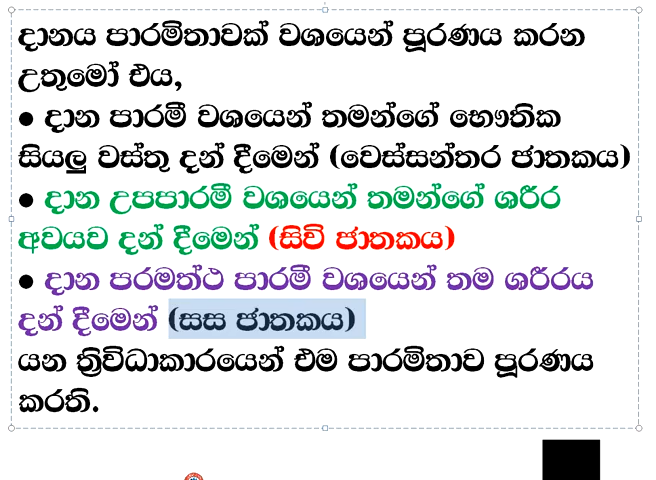 දානය පාරමිතාවක් වශයෙන් පූරණය කරන
උතුමෝ එය,
● දාන පාරමී වශයෙන් තමන්ගේ භෞතික
සියලු වස්තු දන් දීමෙන් (වෙස්සන්තර ජාතකය)
● දාන උපපාරමී වශයෙන් තමන්ගේ ශරීර
අවයව දන් දීමෙන් (සිවි ජාතකය)
● දාන පරමත්ථ පාරමී වශයෙන් තම ශරීරය
දන් දීමෙන් (සස ජාතකය)
යන ත්‍රිවිධාකාරයෙන් එම පාරමිතාව පූරණය
කරති.